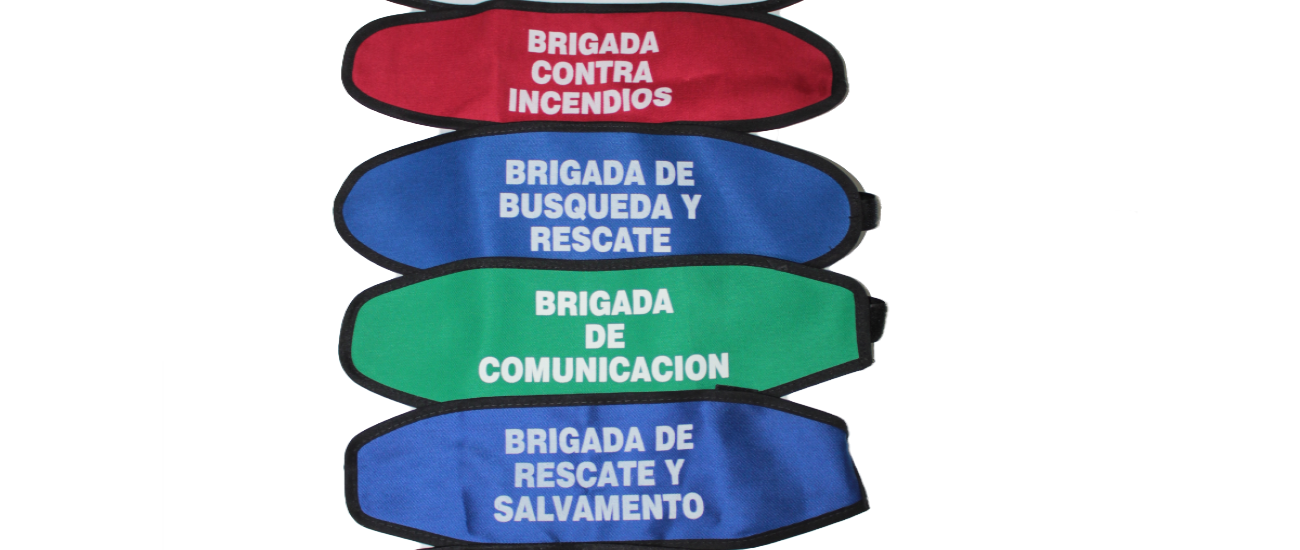 BRIGADA
CONTRA
INCENDIOS
BRIGADA DE
BUSQUEDA Y
RESCATE
BRIGADA
DE
COMUNICACION
BRIGADA DE
RESCATE Y
SALVAMENTO